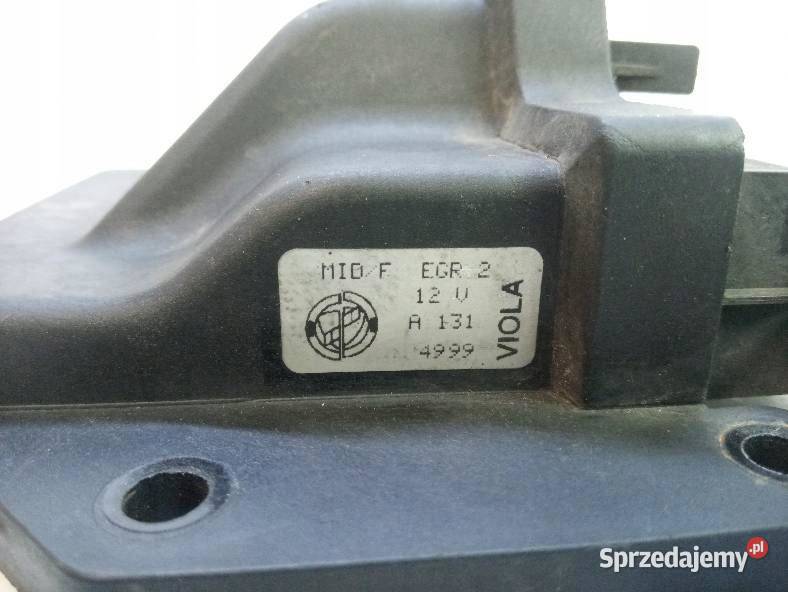 MID/F EGR 2
12 V
A 131
4999
VIOLA
Sprzedajemy.pl